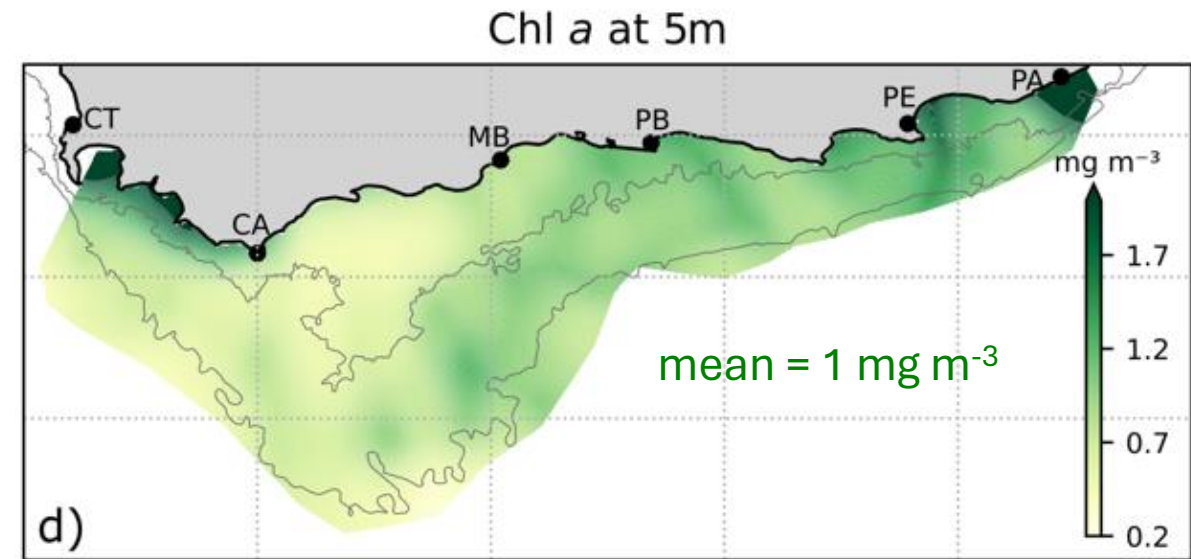 Chl a at 5m
PA
PE
CT
PB
MB
mg m⁻³
CA
1.7
1.2
mean = 1 mg m⁻³
0.7
d)
0.2